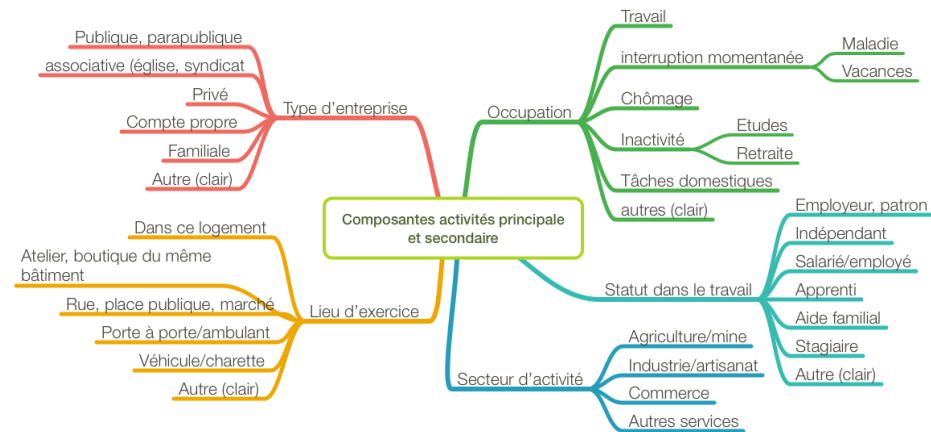 Composantes activités principale
et secondaire
Type d'entreprise
Publique, parapublique
associative (église, syndicat
Privé
Compte propre
Familiale
Autre (clair)
Lieu d'exercice
Dans ce logement
Atelier, boutique du même
bâtiment
Rue, place publique, marché
Porte à porte/ambulant
Véhicule/charette
Autre (clair)
Occupation
Travail
interruption momentanée
Maladie
Vacances
Chômage
Inactivité
Etudes
Retraite
Tâches domestiques
autres (clair)
Statut dans le travail
Employeur, patron
Indépendant
Salarié/employé
Apprenti
Aide familial
Stagiaire
Autre (clair)
Secteur d'activité
Agriculture/mine
Industrie/artisanat
Commerce
Autres services